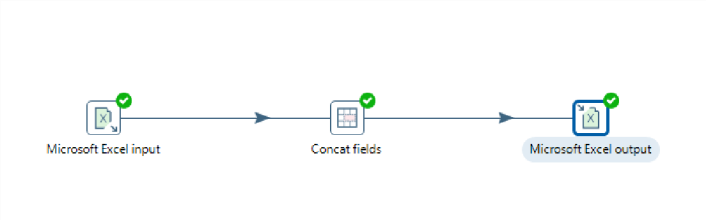 Microsoft Excel input
Concat fields
Microsoft Excel output